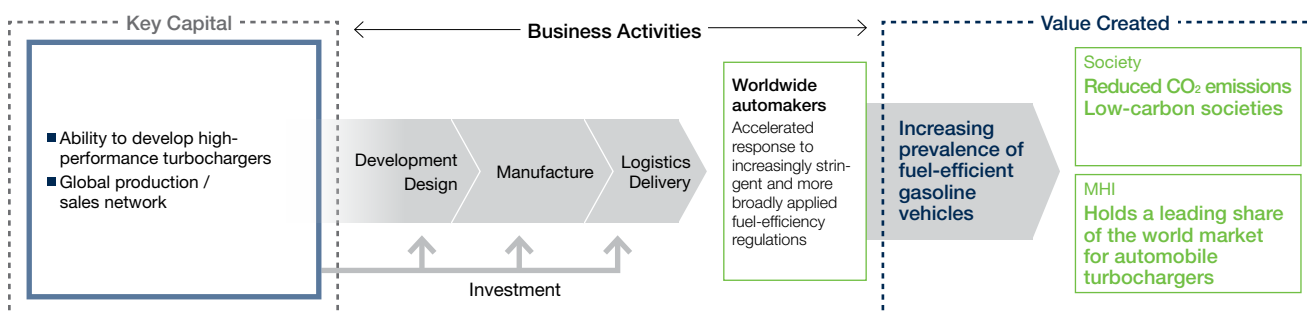 Key Capital
Business Activities
Value Created
■ Ability to develop high-
performance turbochargers
■ Global production /
sales network
Development
Design
Manufacture
Logistics
Delivery
Investment
Worldwide
automakers
Accelerated
response to
increasingly strin-
gent and more
broadly applied
fuel-efficiency
regulations
Increasing
prevalence of
fuel-efficient
gasoline
vehicles
Society
Reduced CO₂ emissions
Low-carbon societies
MHI
Holds a leading share
of the world market
for automobile
turbochargers